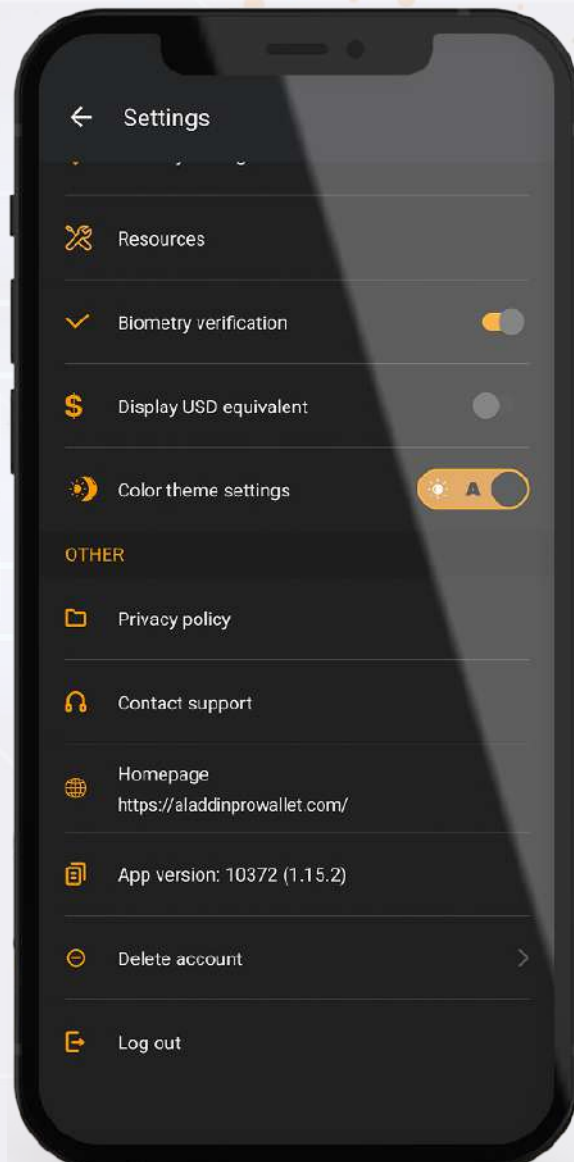 Settings
Resources
Biometry verification
Display USD equivalent
Color theme settings
A
OTHER
Privacy policy
Contact support
Homepage
https://aladdinprowallet.com/
App version: 10372 (1.15.2)
Delete account
Log out